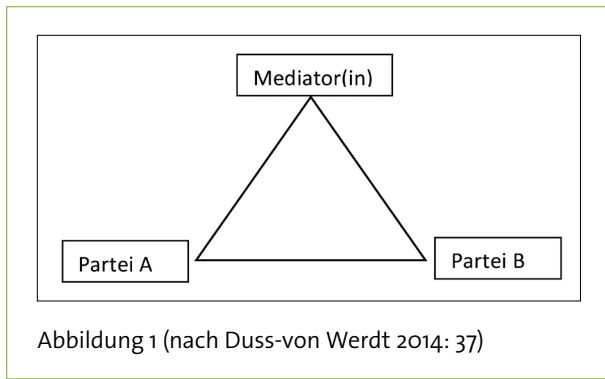 Mediator(in)
Partei A
Partei B
Abbildung 1 (nach Duss-von Werdt 2014: 37)